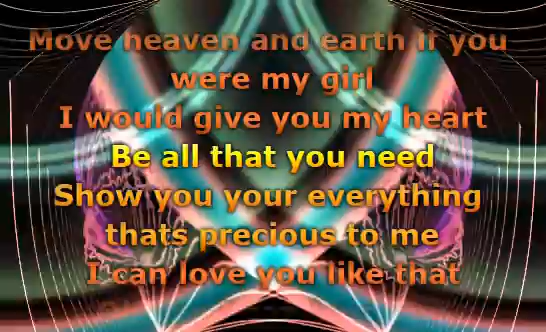 Move heaven and earth if you
were my girl
I would give you my heart
Be all that you need
Show you your everything
thats precious to me
I can love you like that